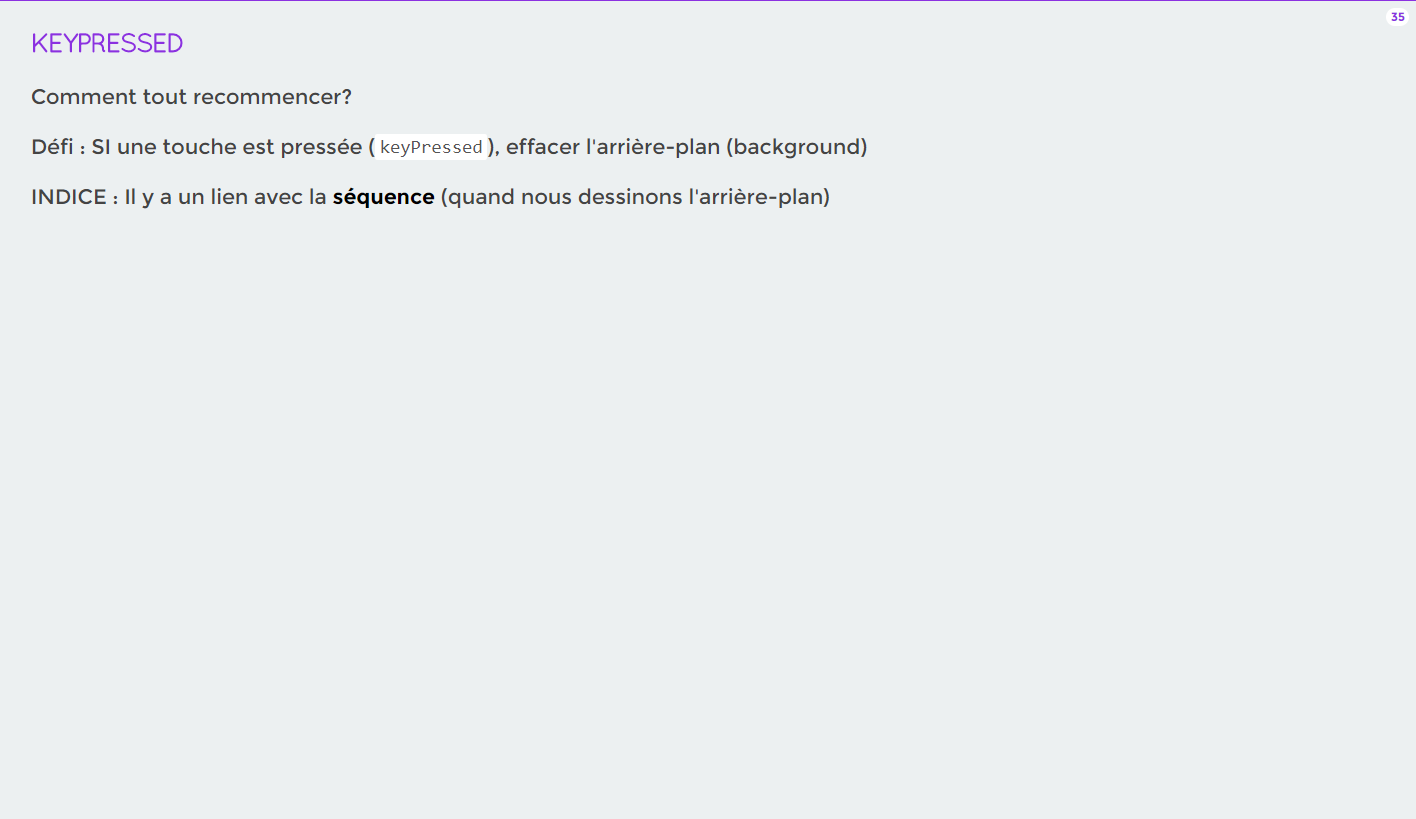 35
KEYPRESSED
Comment tout recommencer?
Défi : SI une touche est pressée (keyPressed), effacer l'arrière-plan (background)
INDICE : Il y a un lien avec la séquence (quand nous dessinons l'arrière-plan)